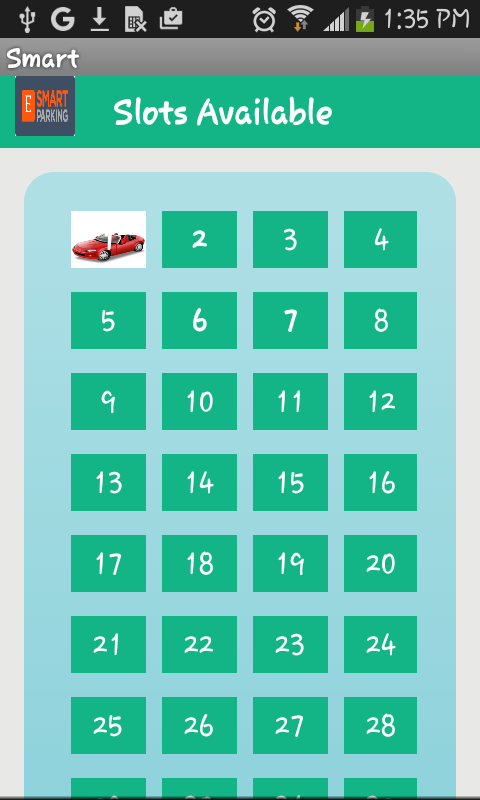 1:35 PM
Smart
E SMART
PARKING
Slots Available
1 2 3 4
5 6 7 8
9 10 11 12
13 14 15 16
17 18 19 20
21 22 23 24
25 26 27 28